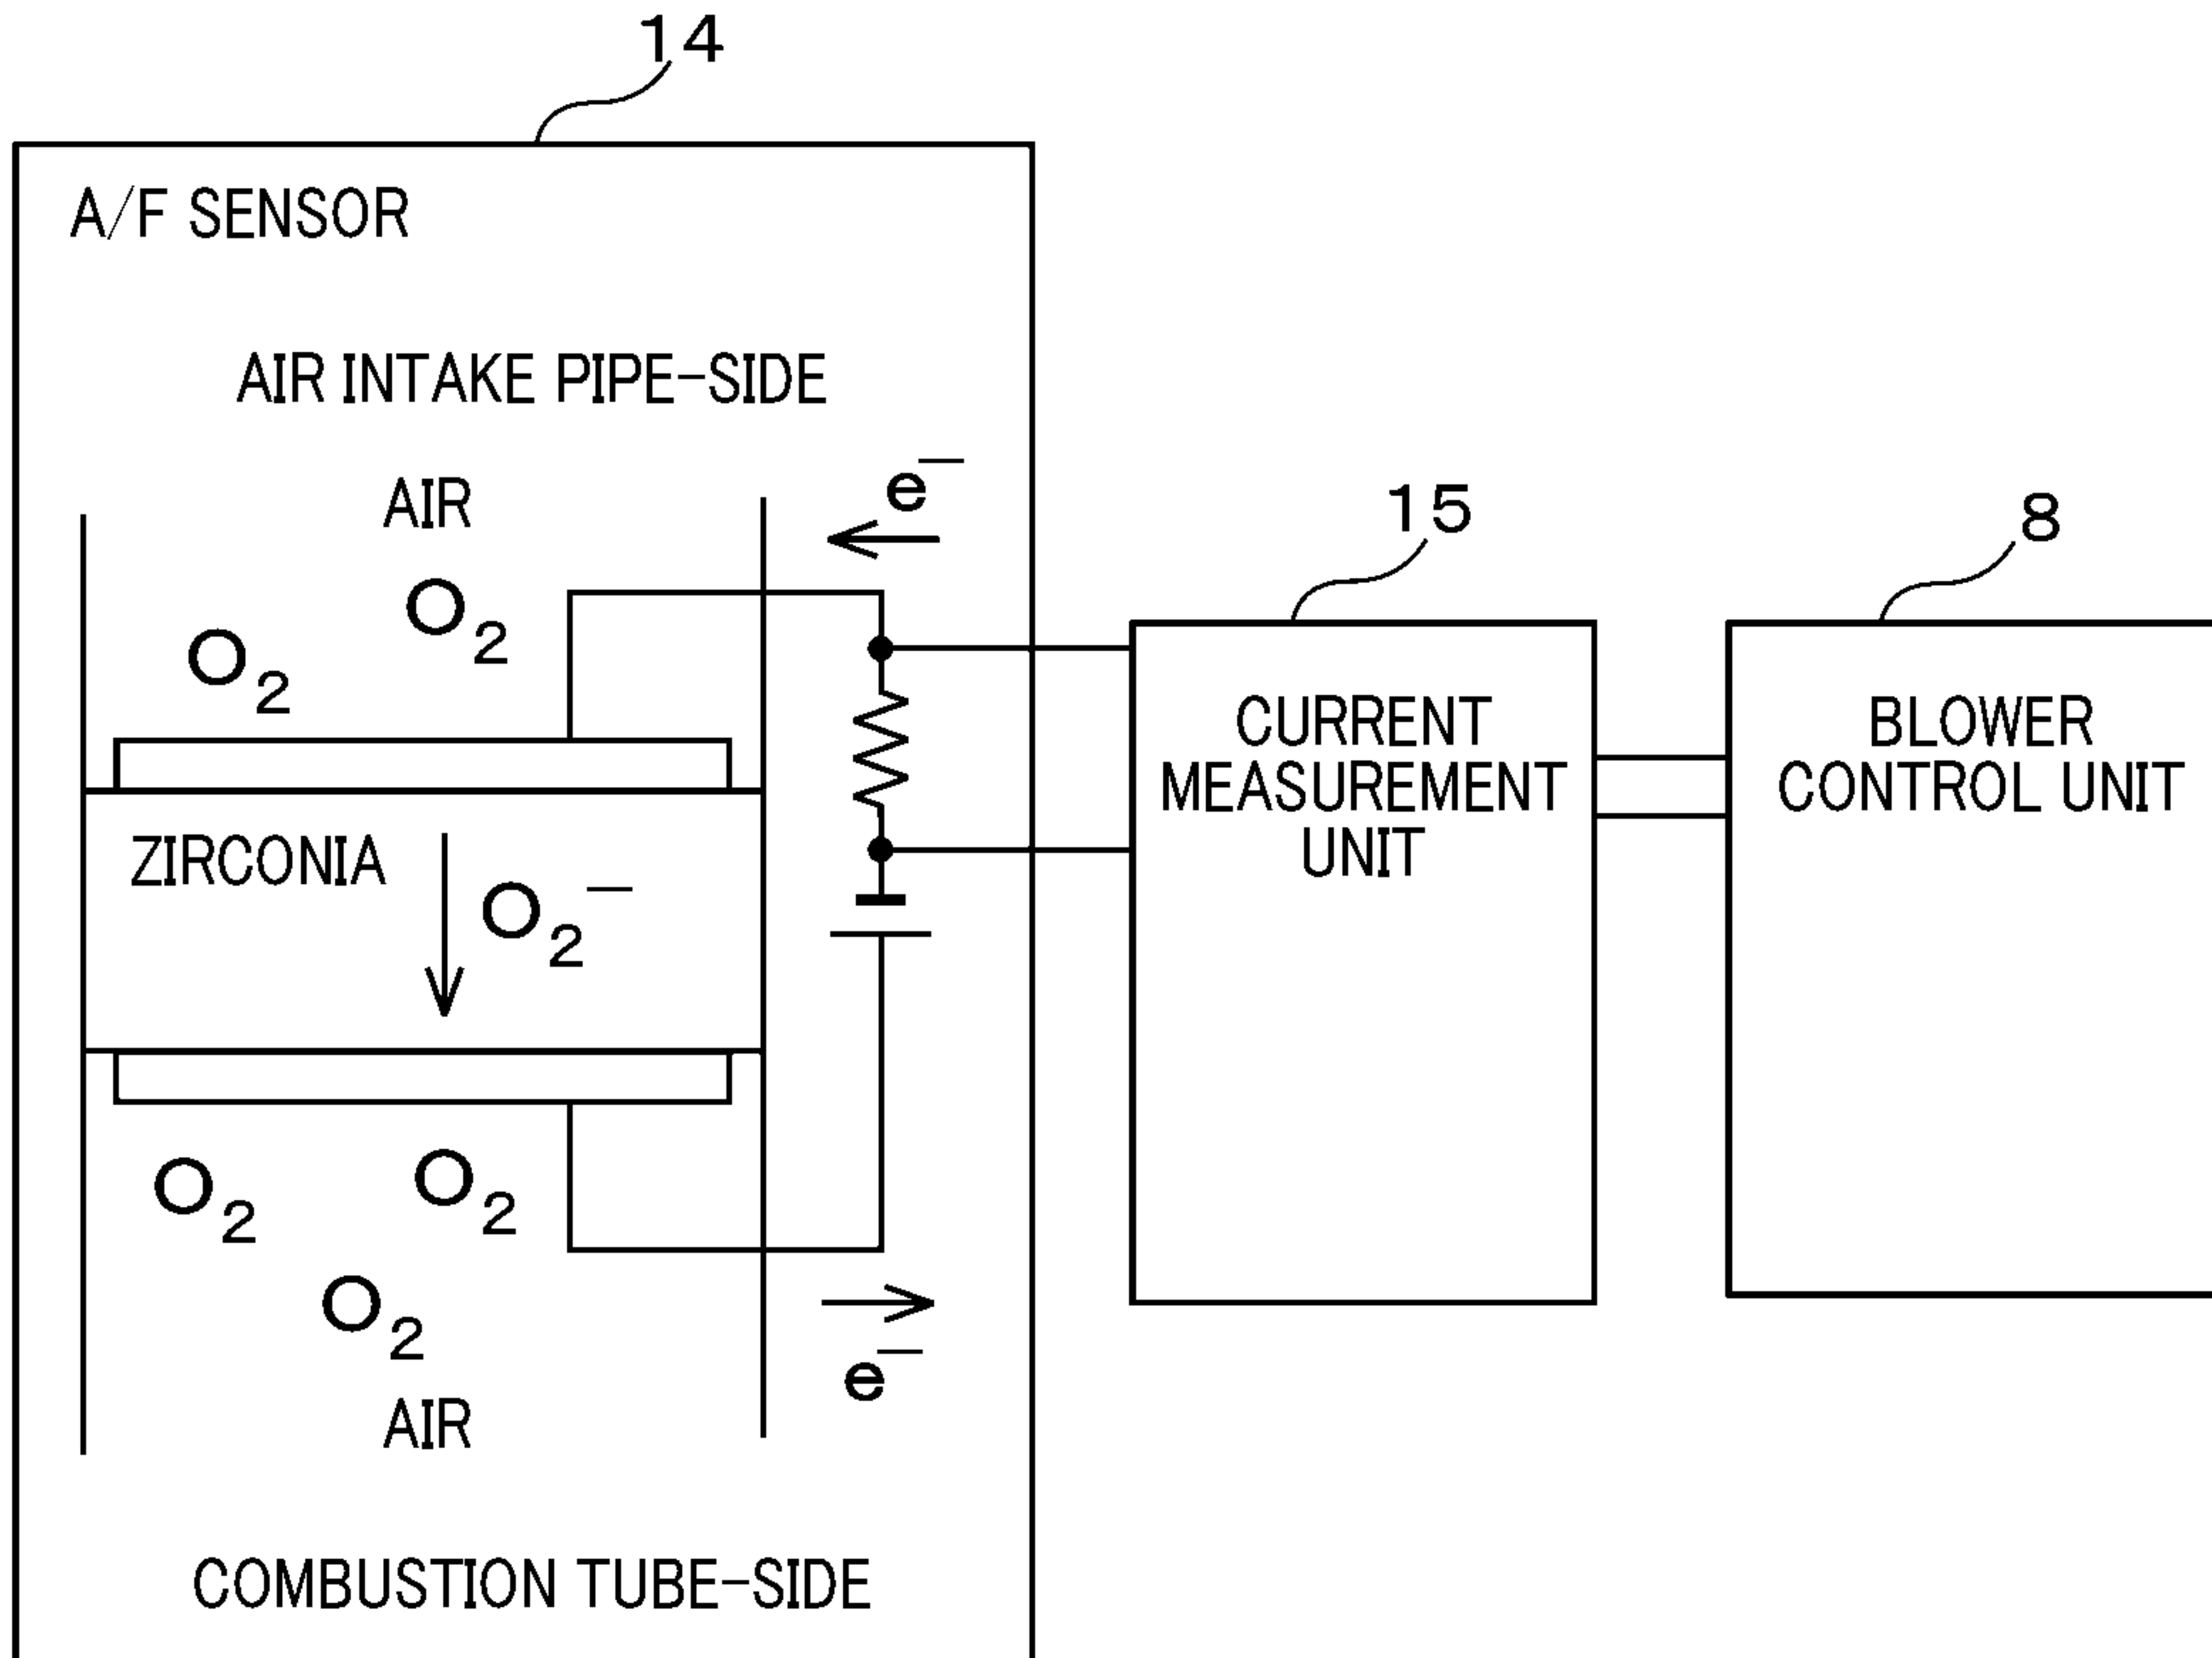 14
A/F SENSOR
AIR INTAKE PIPE-SIDE
AIR
e⁻
15
8
O₂
O₂
CURRENT
MEASUREMENT
UNIT
BLOWER
CONTROL UNIT
ZIRCONIA
O₂⁻
O₂
O₂
O₂
e⁻
AIR
COMBUSTION TUBE-SIDE